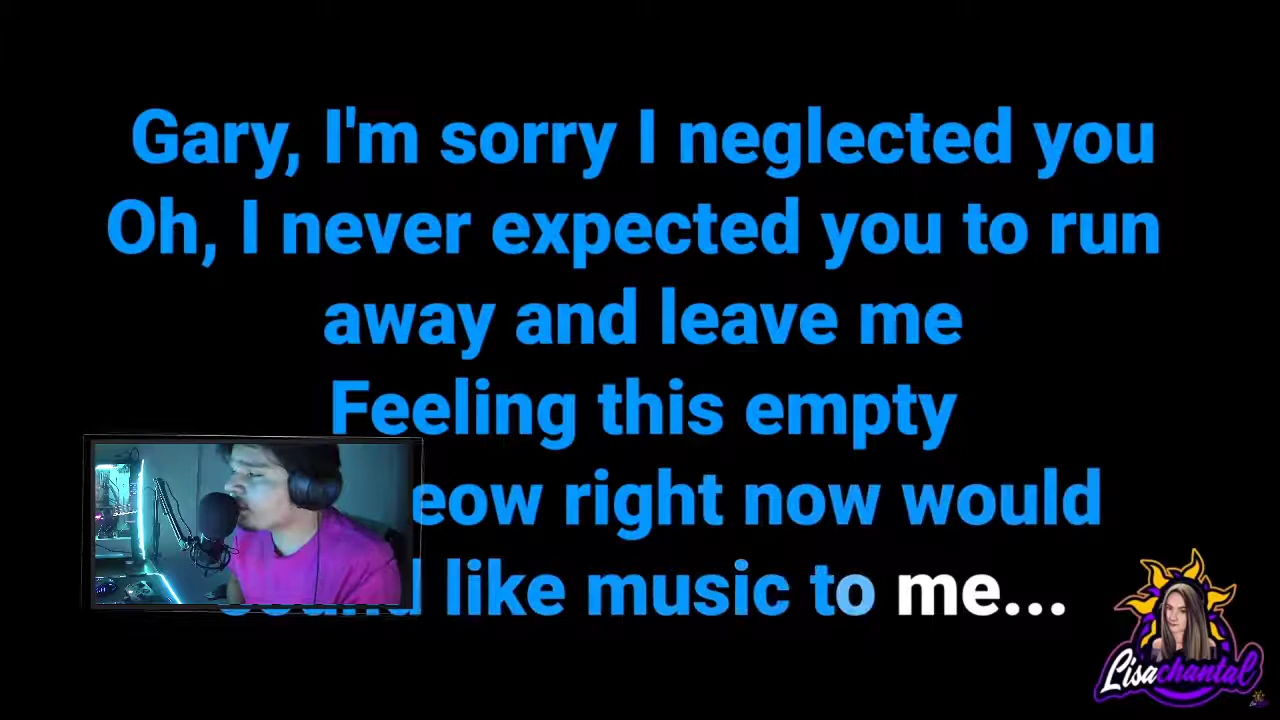 Gary, I'm sorry I neglected you
Oh, I never expected you to run
away and leave me
Feeling this empty
eow right now would
like music to me...
Lisachantal